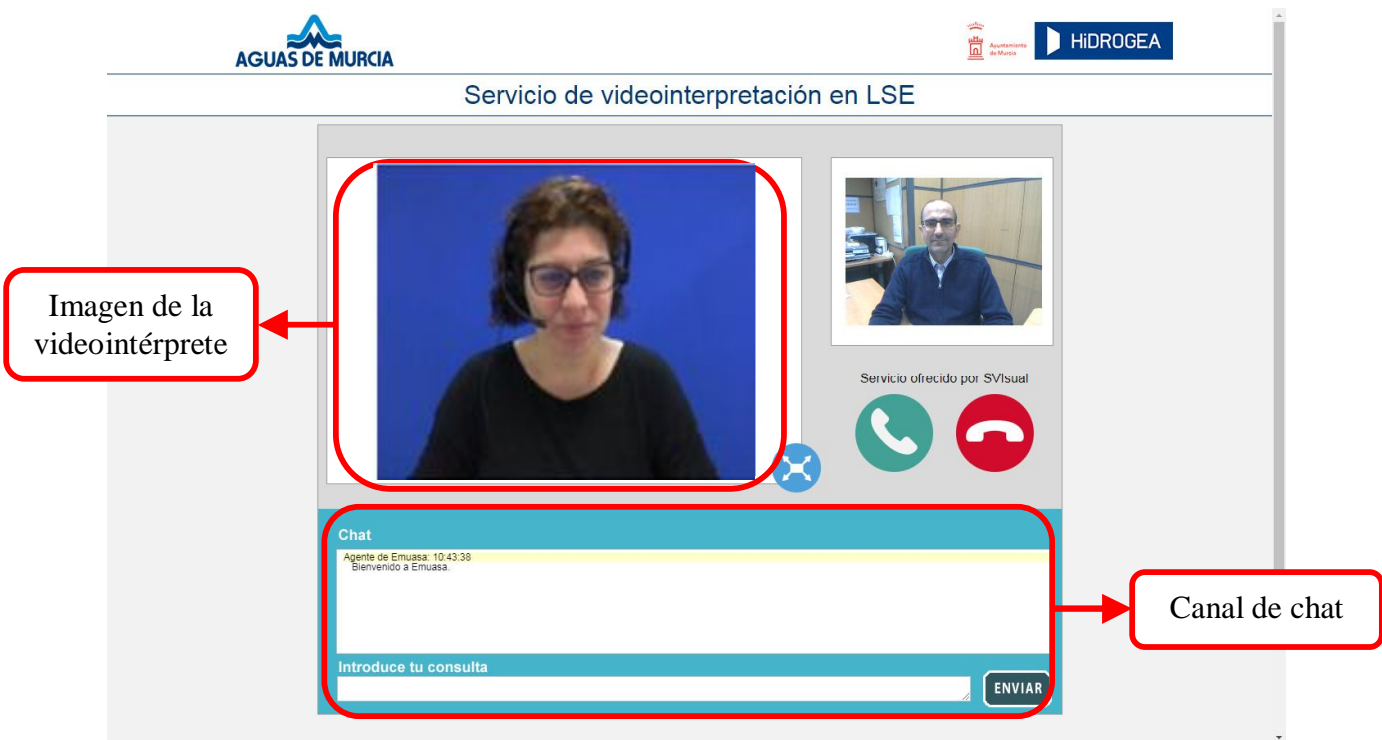 AGUAS DE MURCIA
Ayuntamiento
de Murcia
HiDROGEA
Servicio de videointerpretación en LSE
Imagen de la
videointérprete
Servicio ofrecido por SVIsual
Chat
Agente de Emuasa: 10:43:38
Bienvenido a Emuasa.
Canal de chat
Introduce tu consulta
ENVIAR